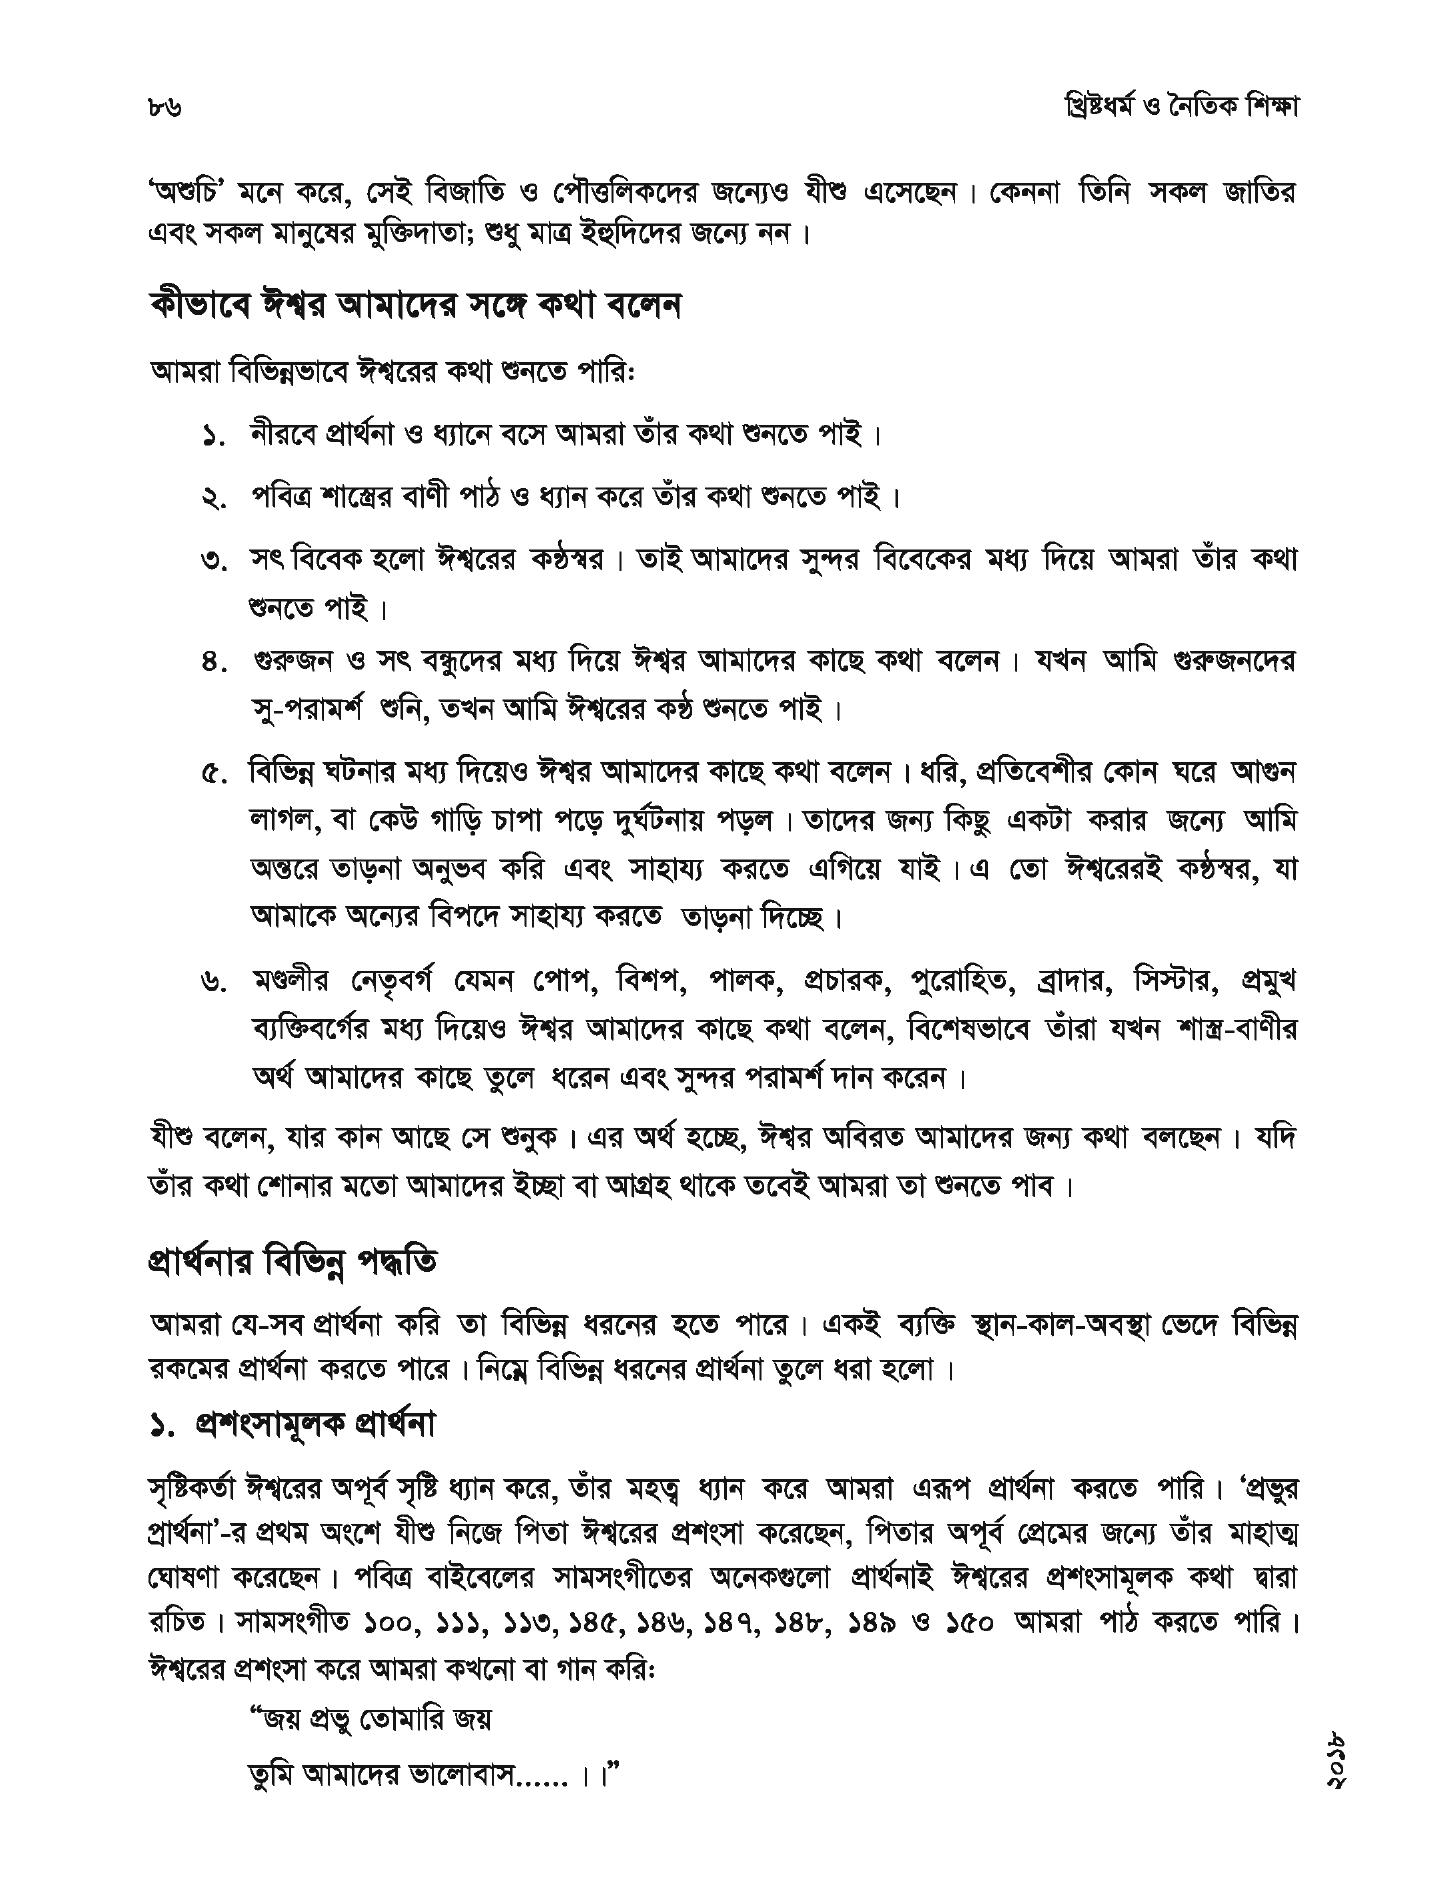 ৮৬
খ্রিষ্টধর্ম ও নৈতিক শিক্ষা
‘অশুচি’ মনে করে, সেই বিজাতি ও পৌত্তলিকদের জন্যেও যীশু এসেছেন। কেননা তিনি সকল জাতির
এবং সকল মানুষের মুক্তিদাতা; শুধু মাত্র ইহুদিদের জন্যে নন।
কীভাবে ঈশ্বর আমাদের সঙ্গে কথা বলেন
আমরা বিভিন্নভাবে ঈশ্বরের কথা শুনতে পারি:
১. নীরবে প্রার্থনা ও ধ্যানে বসে আমরা তাঁর কথা শুনতে পাই।
২. পবিত্র শাস্ত্রের বাণী পাঠ ও ধ্যান করে তাঁর কথা শুনতে পাই।
৩. সৎ বিবেক হলো ঈশ্বরের কণ্ঠস্বর। তাই আমাদের সুন্দর বিবেকের মধ্য দিয়ে আমরা তাঁর কথা
শুনতে পাই।
৪. গুরুজন ও সৎ বন্ধুদের মধ্য দিয়ে ঈশ্বর আমাদের কাছে কথা বলেন। যখন আমি গুরুজনদের
সু-পরামর্শ শুনি, তখন আমি ঈশ্বরের কণ্ঠ শুনতে পাই।
৫. বিভিন্ন ঘটনার মধ্য দিয়েও ঈশ্বর আমাদের কাছে কথা বলেন। ধরি, প্রতিবেশীর কোন ঘরে আগুন
লাগল, বা কেউ গাড়ি চাপা পড়ে দুর্ঘটনায় পড়ল। তাদের জন্য কিছু একটা করার জন্যে আমি
অন্তরে তাড়না অনুভব করি এবং সাহায্য করতে এগিয়ে যাই। এ তো ঈশ্বরেরই কণ্ঠস্বর, যা
আমাকে অন্যের বিপদে সাহায্য করতে তাড়না দিচ্ছে।
৬. মণ্ডলীর নেতৃবর্গ যেমন পোপ, বিশপ, পালক, প্রচারক, পুরোহিত, ব্রাদার, সিস্টার, প্রমুখ
ব্যক্তিবর্গের মধ্য দিয়েও ঈশ্বর আমাদের কাছে কথা বলেন, বিশেষভাবে তাঁরা যখন শাস্ত্র-বাণীর
অর্থ আমাদের কাছে তুলে ধরেন এবং সুন্দর পরামর্শ দান করেন।
যীশু বলেন, যার কান আছে সে শুনুক। এর অর্থ হচ্ছে, ঈশ্বর অবিরত আমাদের জন্য কথা বলছেন। যদি
তাঁর কথা শোনার মতো আমাদের ইচ্ছা বা আগ্রহ থাকে তবেই আমরা তা শুনতে পাব।
প্রার্থনার বিভিন্ন পদ্ধতি
আমরা যে-সব প্রার্থনা করি তা বিভিন্ন ধরনের হতে পারে। একই ব্যক্তি স্থান-কাল-অবস্থা ভেদে বিভিন্ন
রকমের প্রার্থনা করতে পারে। নিম্নে বিভিন্ন ধরনের প্রার্থনা তুলে ধরা হলো।
১. প্রশংসামূলক প্রার্থনা
সৃষ্টিকর্তা ঈশ্বরের অপূর্ব সৃষ্টি ধ্যান করে, তাঁর মহত্ব ধ্যান করে আমরা এরূপ প্রার্থনা করতে পারি। ‘প্রভুর
প্রার্থনা’-র প্রথম অংশে যীশু নিজে পিতা ঈশ্বরের প্রশংসা করেছেন, পিতার অপূর্ব প্রেমের জন্যে তাঁর মাহাত্ম
ঘোষণা করেছেন। পবিত্র বাইবেলের সামসংগীতের অনেকগুলো প্রার্থনাই ঈশ্বরের প্রশংসামূলক কথা দ্বারা
রচিত। সামসংগীত ১০০, ১১১, ১১৩, ১৪৫, ১৪৬, ১৪৭, ১৪৮, ১৪৯ ও ১৫০ আমরা পাঠ করতে পারি।
ঈশ্বরের প্রশংসা করে আমরা কখনো বা গান করি:
“জয় প্রভু তোমারি জয়
তুমি আমাদের ভালোবাস......।।”
২০১৮